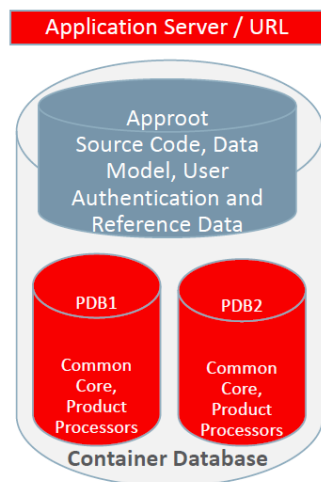 Application Server / URL
Approot
Source Code, Data
Model, User
Authentication and
Reference Data
PDB1
Common
Core,
Product
Processors
PDB2
Common
Core,
Product
Processors
Container Database